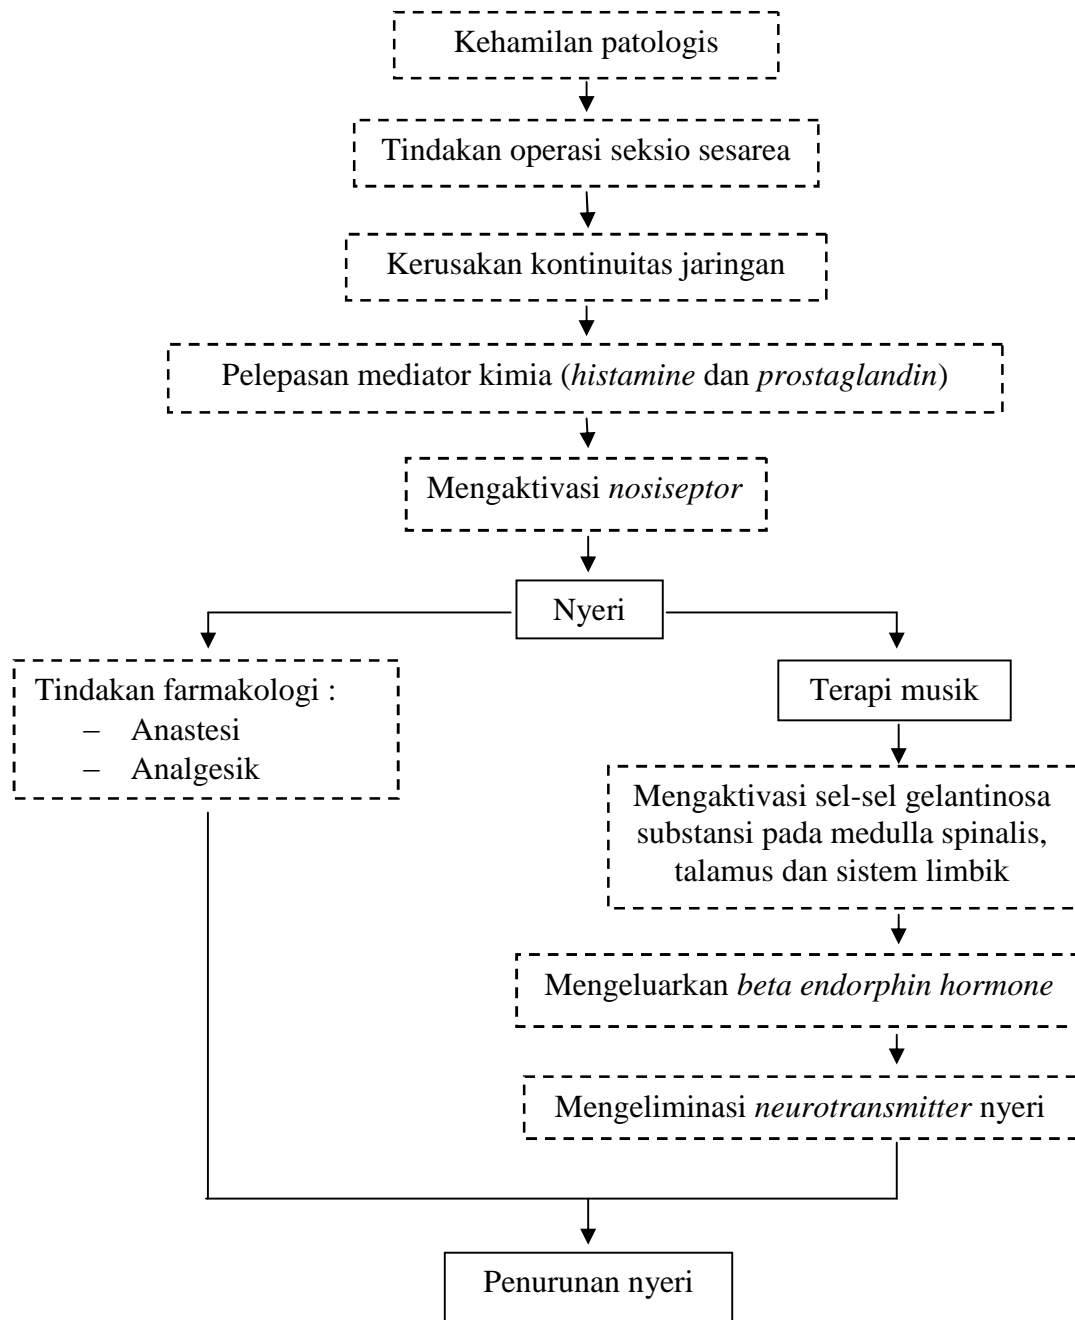 Kehamilan patologis
Tindakan operasi seksio sesarea
Kerusakan kontinuitas jaringan
Pelepasan mediator kimia (histamine dan prostaglandin)
Mengaktivasi nosiseptor
Nyeri
Tindakan farmakologi :
– Anastesi
– Analgesik
Terapi musik
Mengaktivasi sel-sel gelantinosa
substansi pada medulla spinalis,
talamus dan sistem limbik
Mengeluarkan beta endorphin hormone
Mengeliminasi neurotransmitter nyeri
Penurunan nyeri